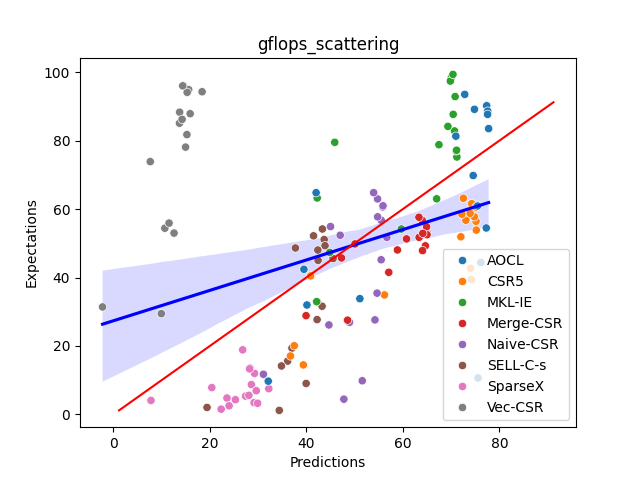 gflops_scattering
100
80
60
40
20
0
Expectations
0 20 40 60 80
Predictions
AOCL
CSR5
MKL-IE
Merge-CSR
Naive-CSR
SELL-C-s
SparseX
Vec-CSR